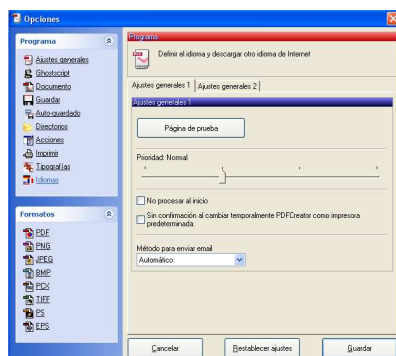 Opciones
Programa
Ajustes generales
Ghostscript
Documento
Guardar
Auto-guardado
Directorios
Acciones
Imprimir
Tipografías
Idiomas
Formatos
PDF
PNG
JPEG
BMP
PCX
TIFF
PS
EPS
Programa
Definir el idioma y descargar otro idioma de Internet
Ajustes generales 1
Ajustes generales 2
Ajustes generales 1
Página de prueba
Prioridad: Normal
No procesar al inicio
Sin confirmación al cambiar temporalmente PDFCreator como impresora
predeterminada.
Método para enviar email
Automático
Cancelar
Restablecer ajustes
Guardar